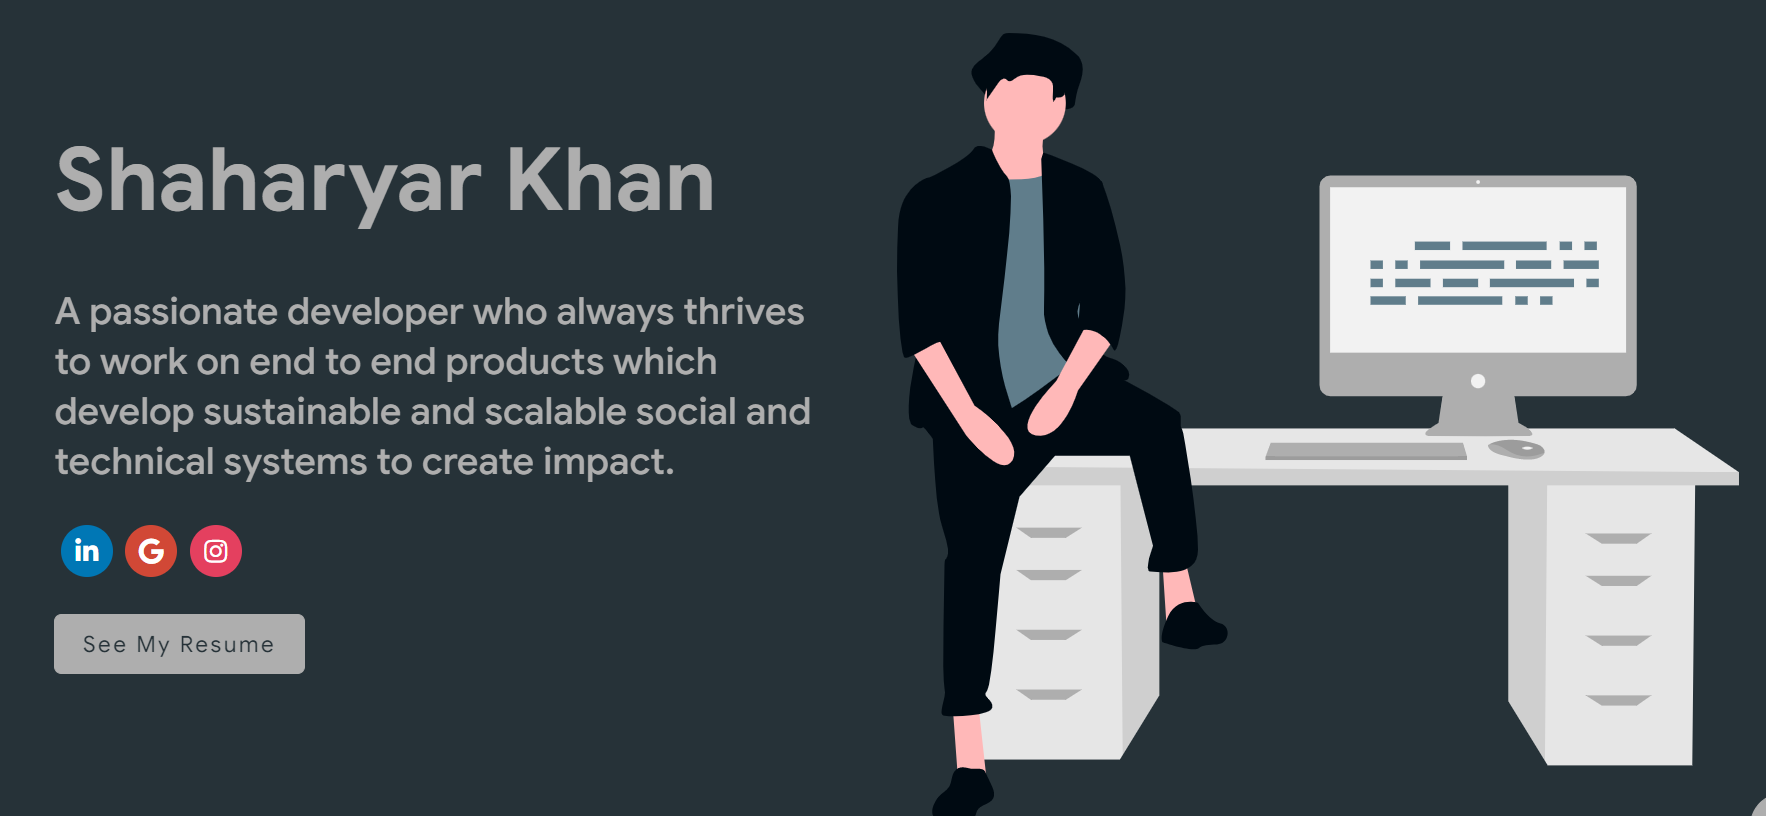 Shaharyar Khan
A passionate developer who always thrives
to work on end to end products which
develop sustainable and scalable social and
technical systems to create impact.
in G
See My Resume